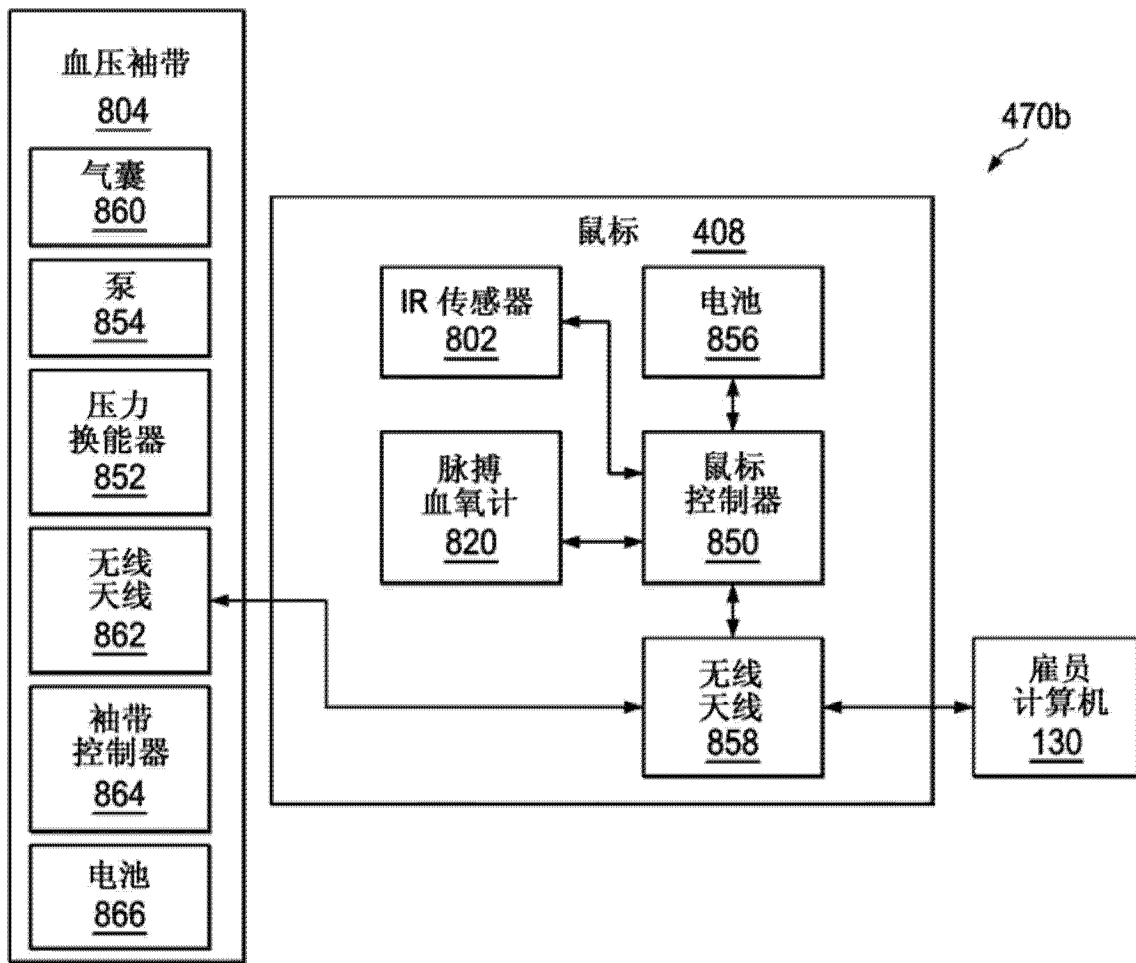 血压袖带
804
气囊
860
泵
854
压力
换能器
852
无线
天线
862
袖带
控制器
864
电池
866
470b
鼠标 408
IR 传感器
802
电池
856
脉搏
血氧计
820
鼠标
控制器
850
无线
天线
858
雇员
计算机
130